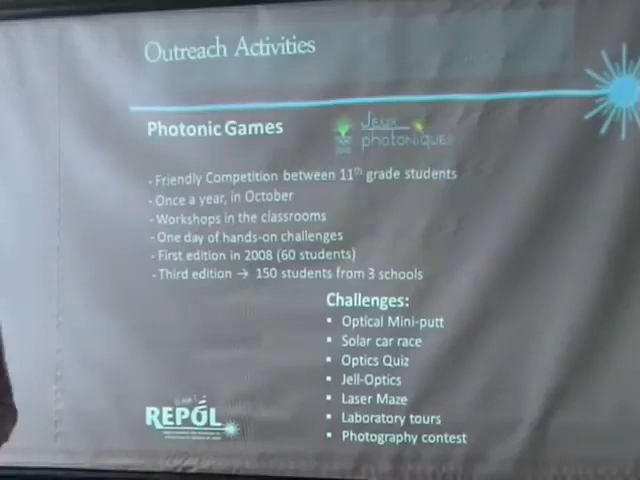 Outreach Activities
Photonic Games
Jeux
photoniques
- Friendly Competition between 11th grade students
- Once a year, in October
- Workshops in the classrooms
- One day of hands-on challenges
- First edition in 2008 (60 students)
- Third edition → 150 students from 3 schools
Challenges:
▪ Optical Mini-putt
▪ Solar car race
▪ Optics Quiz
▪ Jell-Optics
▪ Laser Maze
▪ Laboratory tours
▪ Photography contest
REPÓL